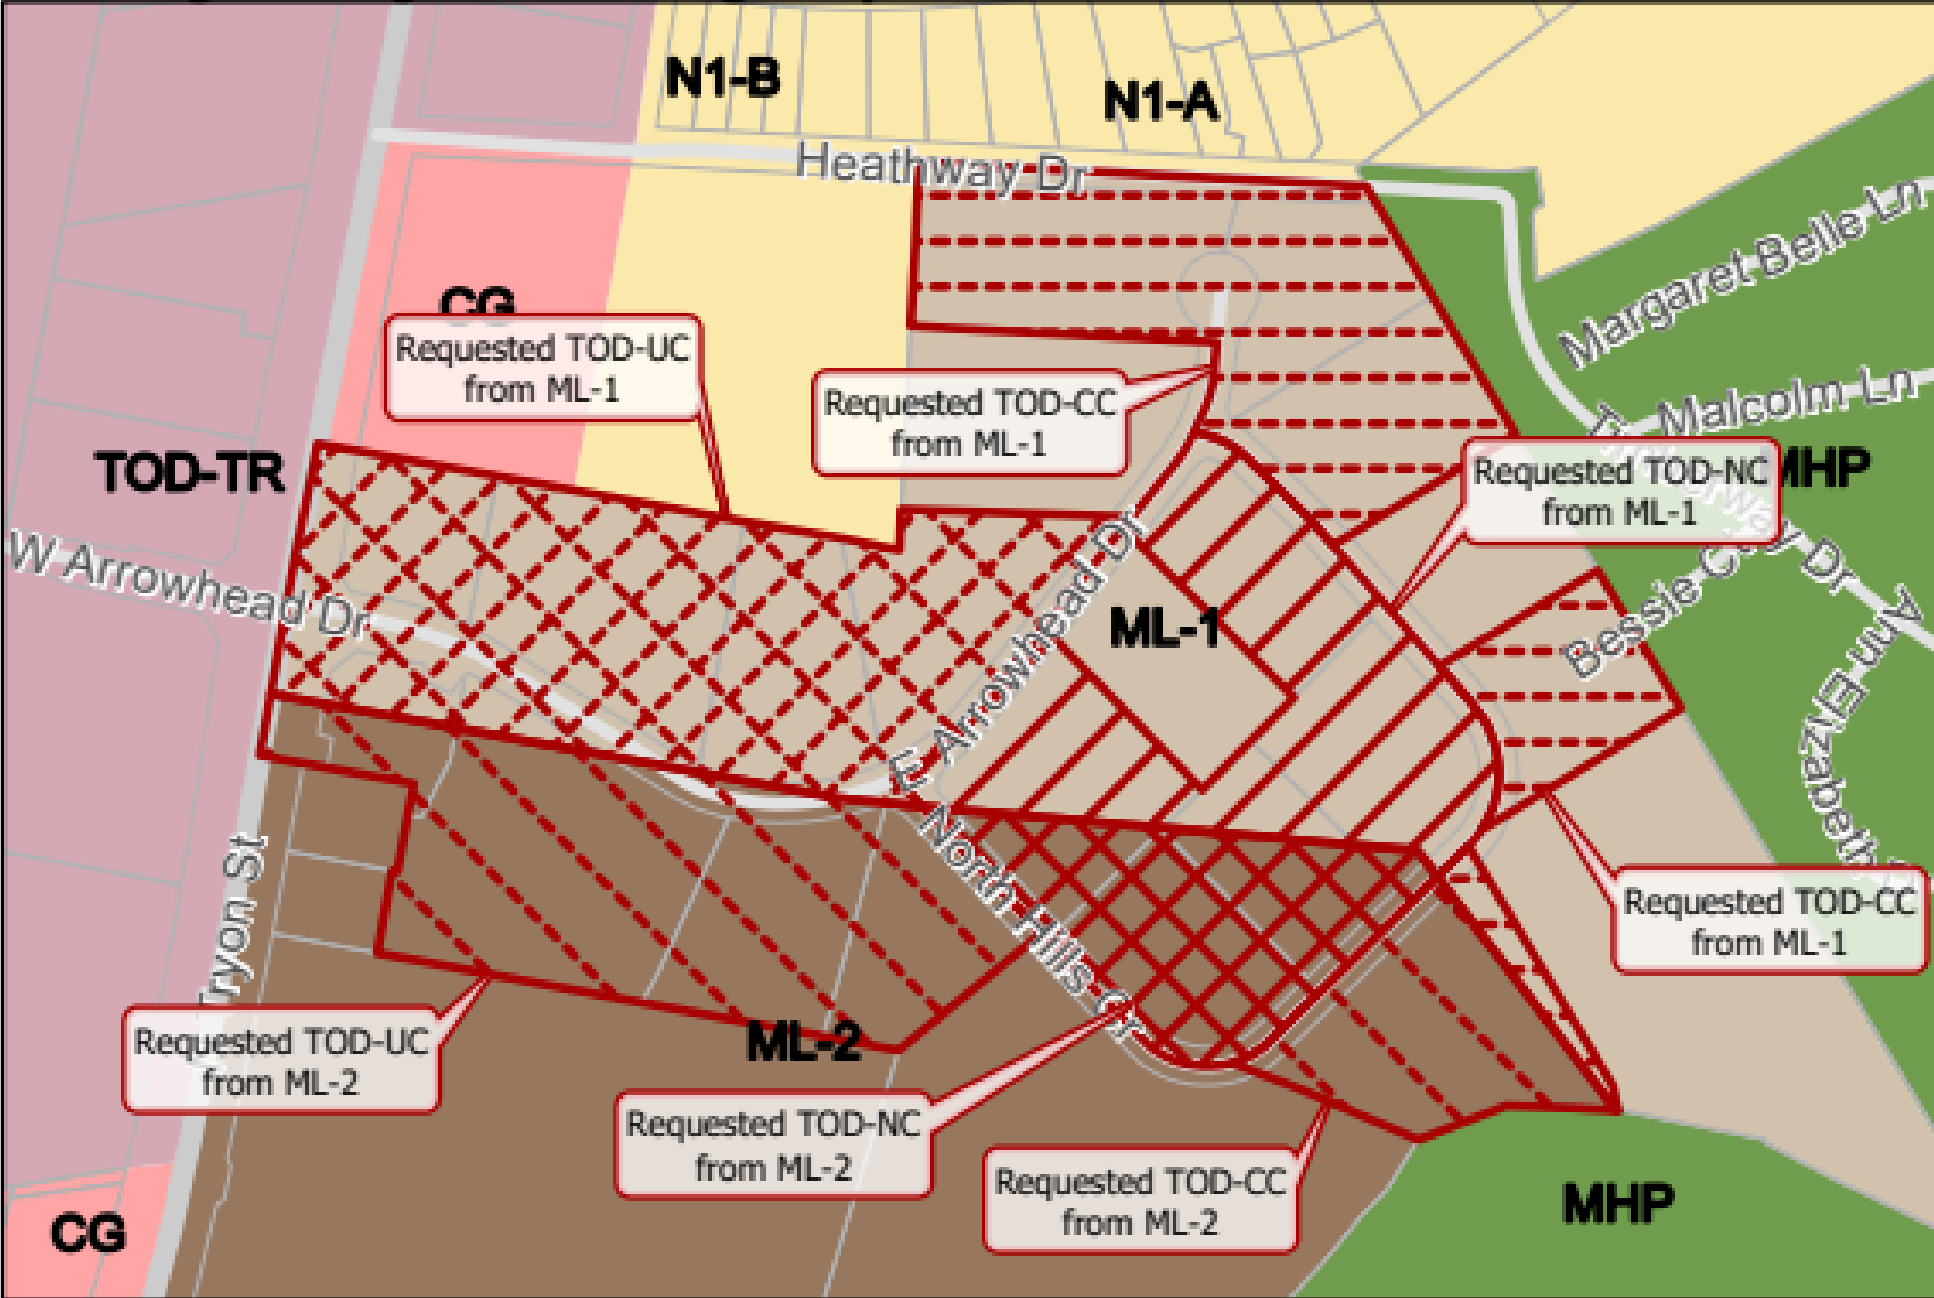 N1-B
N1-A
Heathway Dr
Margaret Belle Ln
CG
Requested TOD-UC
from ML-1
Requested TOD-CC
from ML-1
Malcolm Ln
TOD-TR
Requested TOD-NC
from ML-1
MHP
W Arrowhead Dr
Dr
ML-1
Bessie
Ann Elizabeth
E Arrowhead Dr
E North Hills Cr
Tryon St
Requested TOD-CC
from ML-1
Requested TOD-UC
from ML-2
ML-2
Requested TOD-NC
from ML-2
Requested TOD-CC
from ML-2
CG
MHP